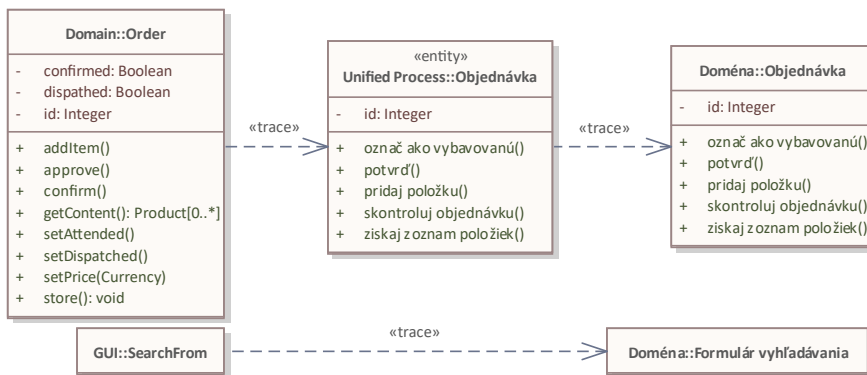 Domain::Order
- confirmed: Boolean
- dispathed: Boolean
- id: Integer
+ addItem()
+ approve()
+ confirm()
+ getContent(): Product[0..*]
+ setAttended()
+ setDispatched()
+ setPrice(Currency)
+ store(): void
«trace»
«entity»
Unified Process::Objednávka
- id: Integer
+ označ ako vybavovanú()
+ potvrď()
+ pridaj položku()
+ skontroluj objednávku()
+ ziskaj zoznam položiek()
«trace»
Doména::Objednávka
- id: Integer
+ označ ako vybavovanú()
+ potvrď()
+ pridaj položku()
+ skontroluj objednávku()
+ ziskaj zoznam položiek()
GUI::SearchFrom
«trace»
Doména::Formulár vyhľadávania